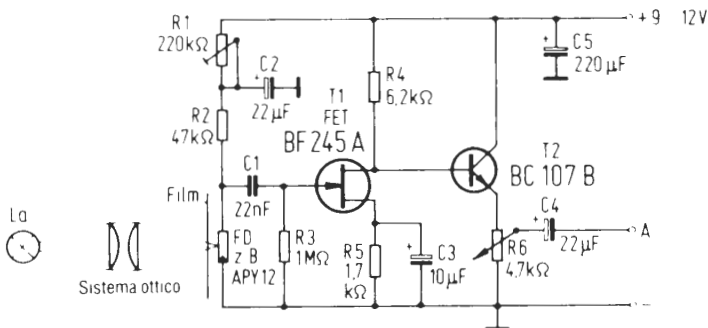 R1
220kΩ
C2
22µF
R2
47kΩ
C1
22nF
Film
La
Sistema ottico
FD
z B
APY12
R3
1MΩ
T1
FET
BF 245 A
R4
6,2kΩ
R5
1,7
kΩ
C3
10µF
T2
BC 107 B
C4
22µF
R6
4,7kΩ
C5
220µF
+9 12V
A
-